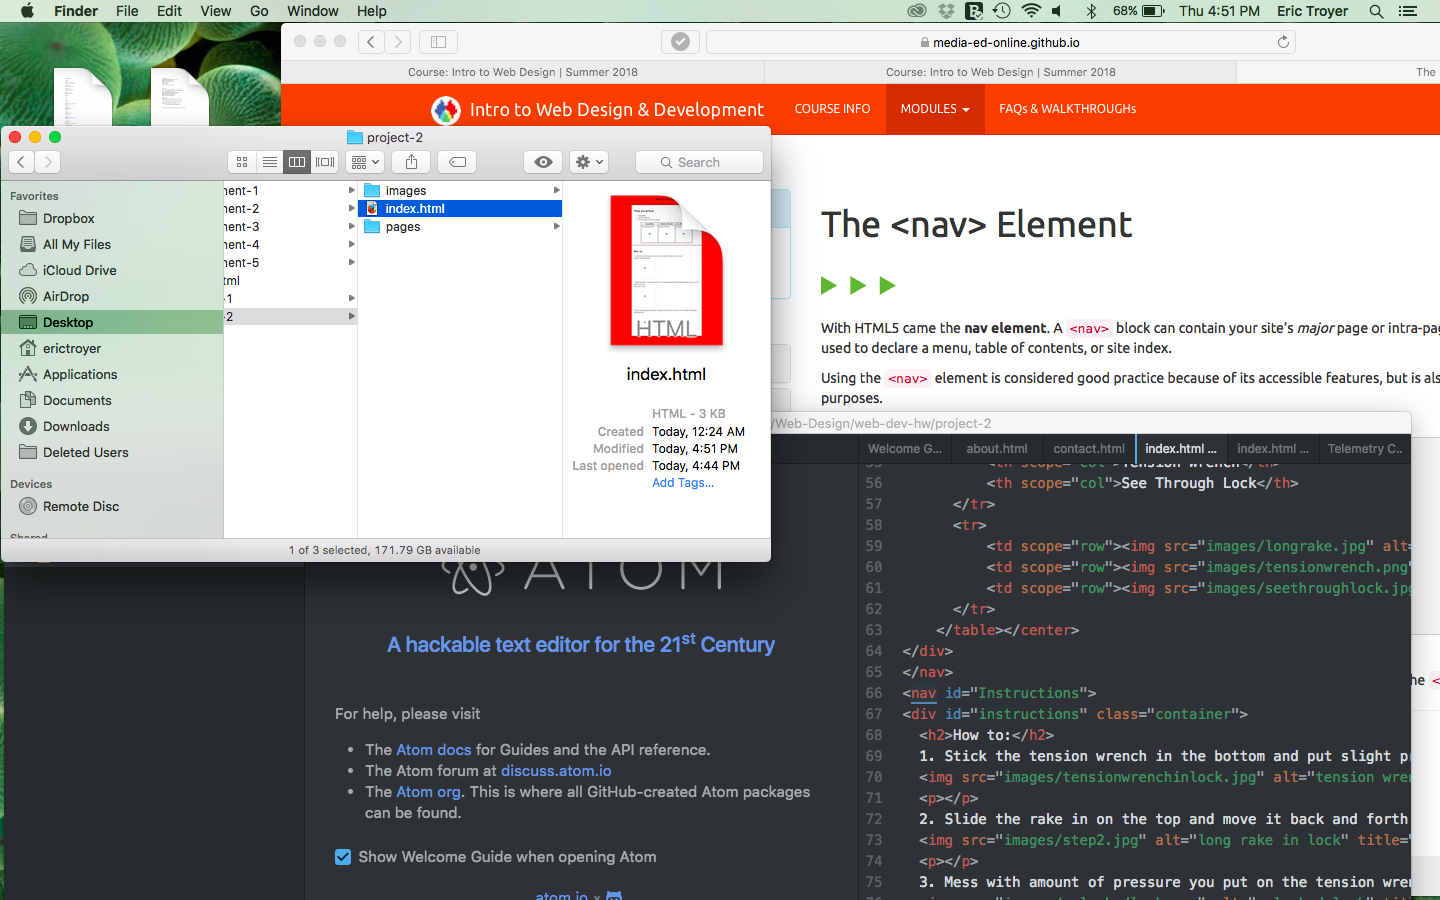 Finder File Edit View Go Window Help 68% Thu 4:51 PM Eric Troyer
media-ed-online.github.io
Course: Intro to Web Design | Summer 2018 Course: Intro to Web Design | Summer 2018 The
Intro to Web Design & Development COURSE INFO MODULES FAQs & WALKTHROUGHs
project-2
Search
Favorites
Dropbox
All My Files
iCloud Drive
AirDrop
Desktop
erictroyer
Applications
Documents
Downloads
Deleted Users
Devices
Remote Disc
Shared
nent-1
nent-2
nent-3
nent-4
nent-5
tml
-1
-2
images
index.html
pages
HTML
index.html
HTML - 3 KB
Created Today, 12:24 AM
Modified Today, 4:51 PM
Last opened Today, 4:44 PM
Add Tags...
1 of 3 selected, 171.79 GB available
The <nav> Element
With HTML5 came the nav element. A <nav> block can contain your site's major page or intra-pag
used to declare a menu, table of contents, or site index.
Using the <nav> element is considered good practice because of its accessible features, but is als
purposes.
/Web-Design/web-dev-hw/project-2
Welcome G... about.html contact.html index.html ... index.html ... Telemetry C...
ATOM
A hackable text editor for the 21st Century
For help, please visit
• The Atom docs for Guides and the API reference.
• The Atom forum at discuss.atom.io
• The Atom org. This is where all GitHub-created Atom packages
can be found.
Show Welcome Guide when opening Atom
atom.io ×
55 <th scope="col">Tension Wrench</th>
56 <th scope="col">See Through Lock</th>
57 </tr>
58 <tr>
59 <td scope="row"><img src="images/longrake.jpg" alt=
60 <td scope="row"><img src="images/tensionwrench.png"
61 <td scope="row"><img src="images/seethroughlock.jpg
62 </tr>
63 </table></center>
64 </div>
65 </nav>
66 <nav id="Instructions">
67 <div id="instructions" class="container">
68 <h2>How to:</h2>
69 1. Stick the tension wrench in the bottom and put slight pr
70 <img src="images/tensionwrenchinlock.jpg" alt="tension wren
71 <p></p>
72 2. Slide the rake in on the top and move it back and forth
73 <img src="images/step2.jpg" alt="long rake in lock" title="
74 <p></p>
75 3. Mess with amount of pressure you put on the tension wren
76
he <